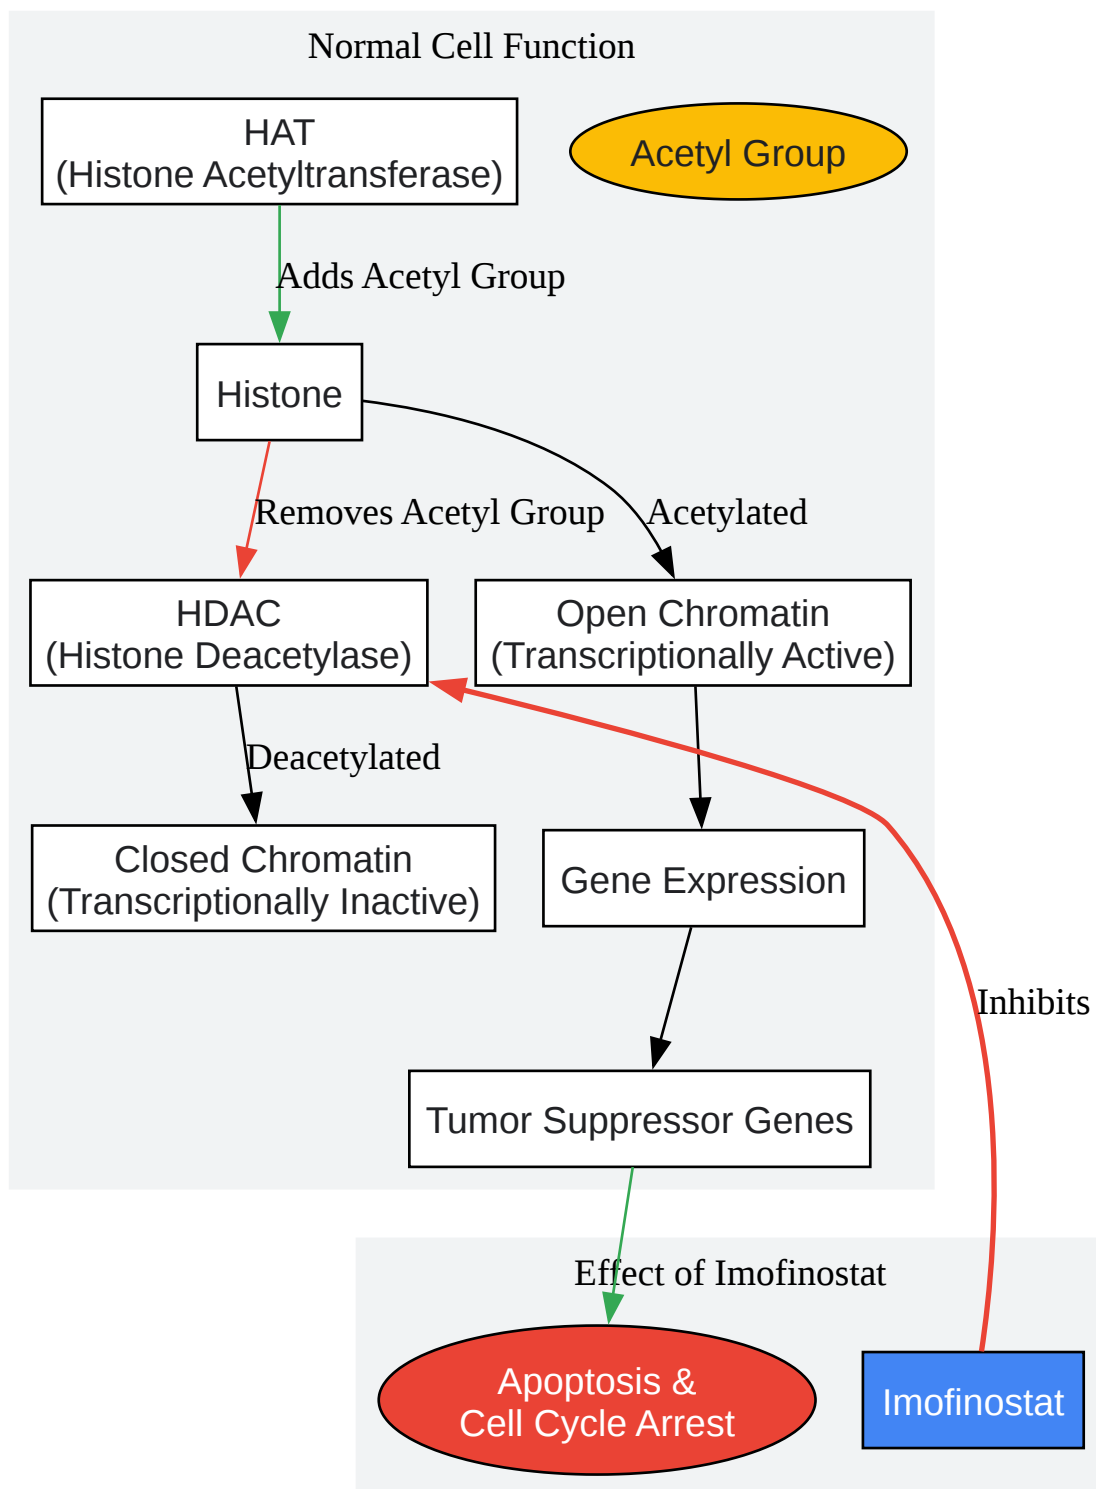 Normal Cell Function
HAT
(Histone Acetyltransferase)
Acetyl Group
Adds Acetyl Group
Histone
Removes Acetyl Group
Acetylated
HDAC
(Histone Deacetylase)
Open Chromatin
(Transcriptionally Active)
Deacetylated
Closed Chromatin
(Transcriptionally Inactive)
Gene Expression
Inhibits
Tumor Suppressor Genes
Effect of Imofinostat
Apoptosis &
Cell Cycle Arrest
Imofinostat